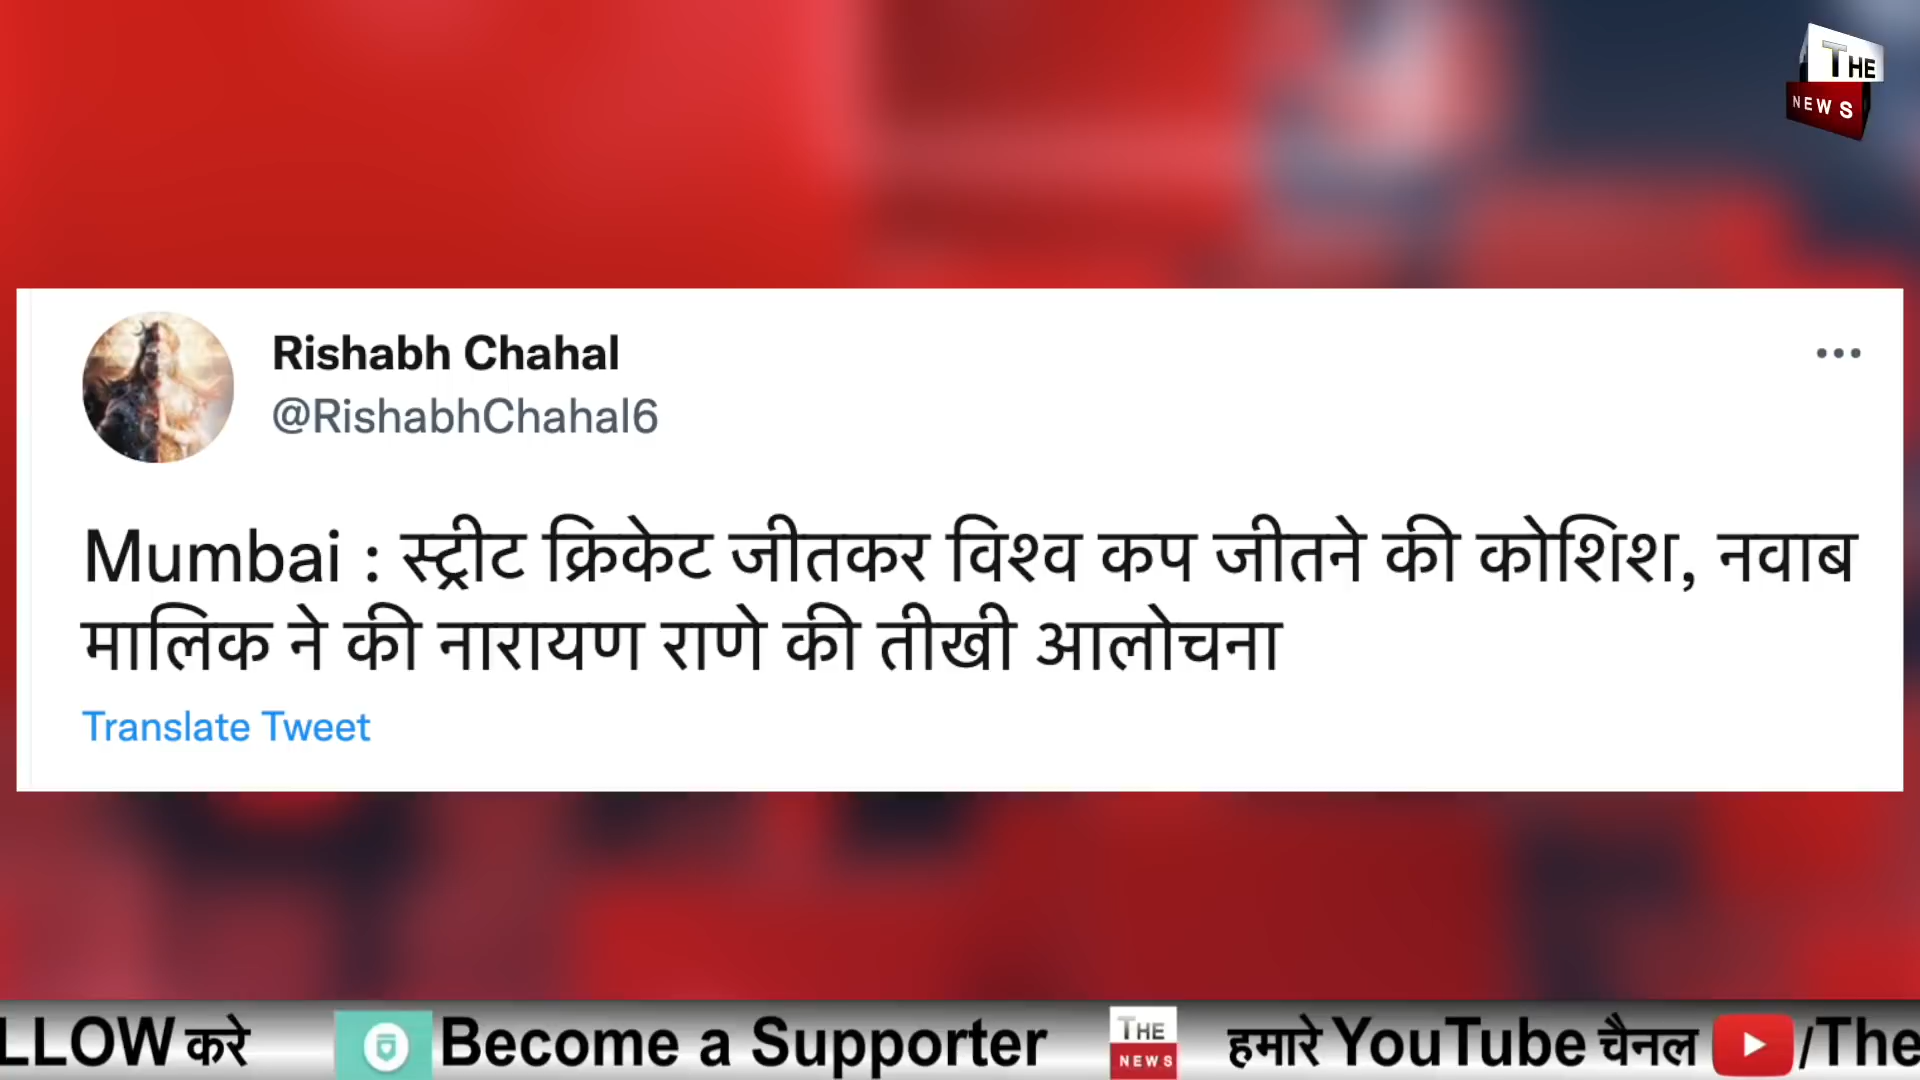 THE
NEWS
Rishabh Chahal
@RishabhChahal6
Mumbai : स्ट्रीट क्रिकेट जीतकर विश्व कप जीतने की कोशिश, नवाब
मालिक ने की नारायण राणे की तीखी आलोचना
Translate Tweet
LLOW करे Become a Supporter THE NEWS हमारे YouTube चैनल /The